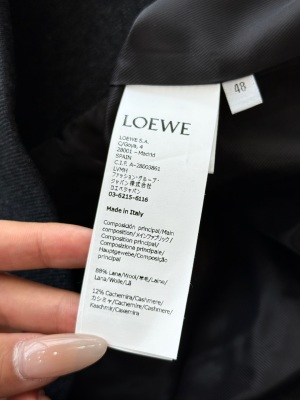 48
LOEWE
LOEWE S.A.
C/Goya, 4
28001 – Madrid
SPAIN
C.I.F. A-28003861
LVMH
ファッション・グループ・
ジャパン株式会社
ロエベジャパン
03-6215-6116
Made in Italy
Composición principal/Main
composition/メインファブリック/
Composition principale/
Hauptgewebe/Composição
principal
88% Lana/Wool/羊毛/Laine/
Lana/Wolle/Lã
12% Cachemira/Cashmere/
カシミヤ/Cachemire/Cashmere/
Kaschmir/Casemira